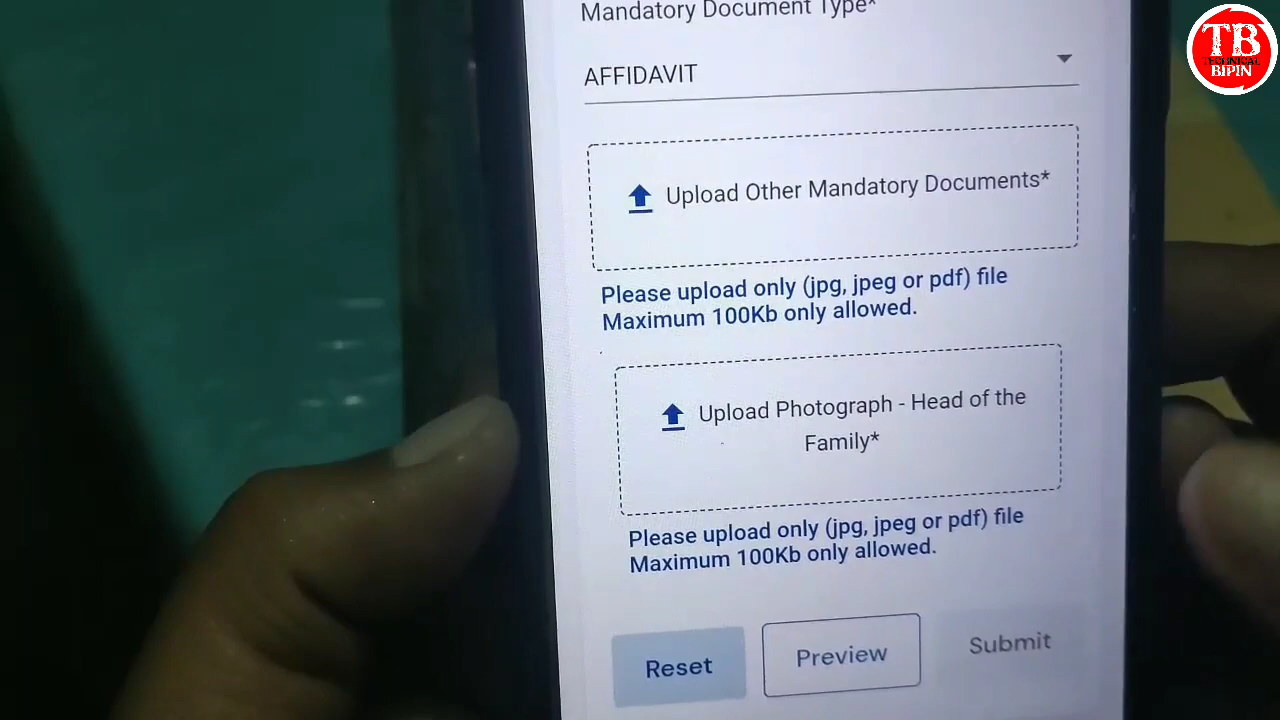 Mandatory Document Type*
AFFIDAVIT
Upload Other Mandatory Documents*
Please upload only (jpg, jpeg or pdf) file
Maximum 100Kb only allowed.
Upload Photograph - Head of the
Family*
Please upload only (jpg, jpeg or pdf) file
Maximum 100Kb only allowed.
Reset
Preview
Submit
TB
TECHNICAL
BIPIN